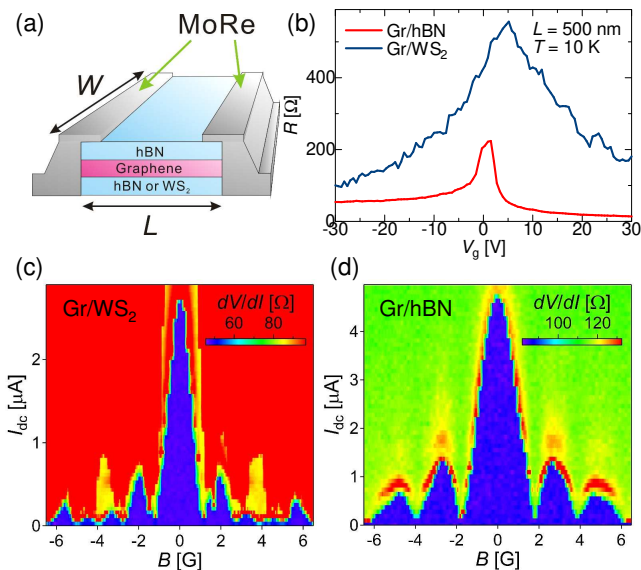 (a)
MoRe
W
hBN
Graphene
hBN or WS₂
L
(b)
Gr/hBN
Gr/WS₂
L = 500 nm
T = 10 K
R [Ω]
400
200
0
-30 -20 -10 0 10 20 30
Vg [V]
(c)
Gr/WS₂
dV/dI [Ω]
60 80
Idc [µA]
2
1
0
-6 -4 -2 0 2 4 6
B [G]
(d)
Gr/hBN
dV/dI [Ω]
100 120
Idc [µA]
4
3
2
1
0
-6 -4 -2 0 2 4 6
B [G]